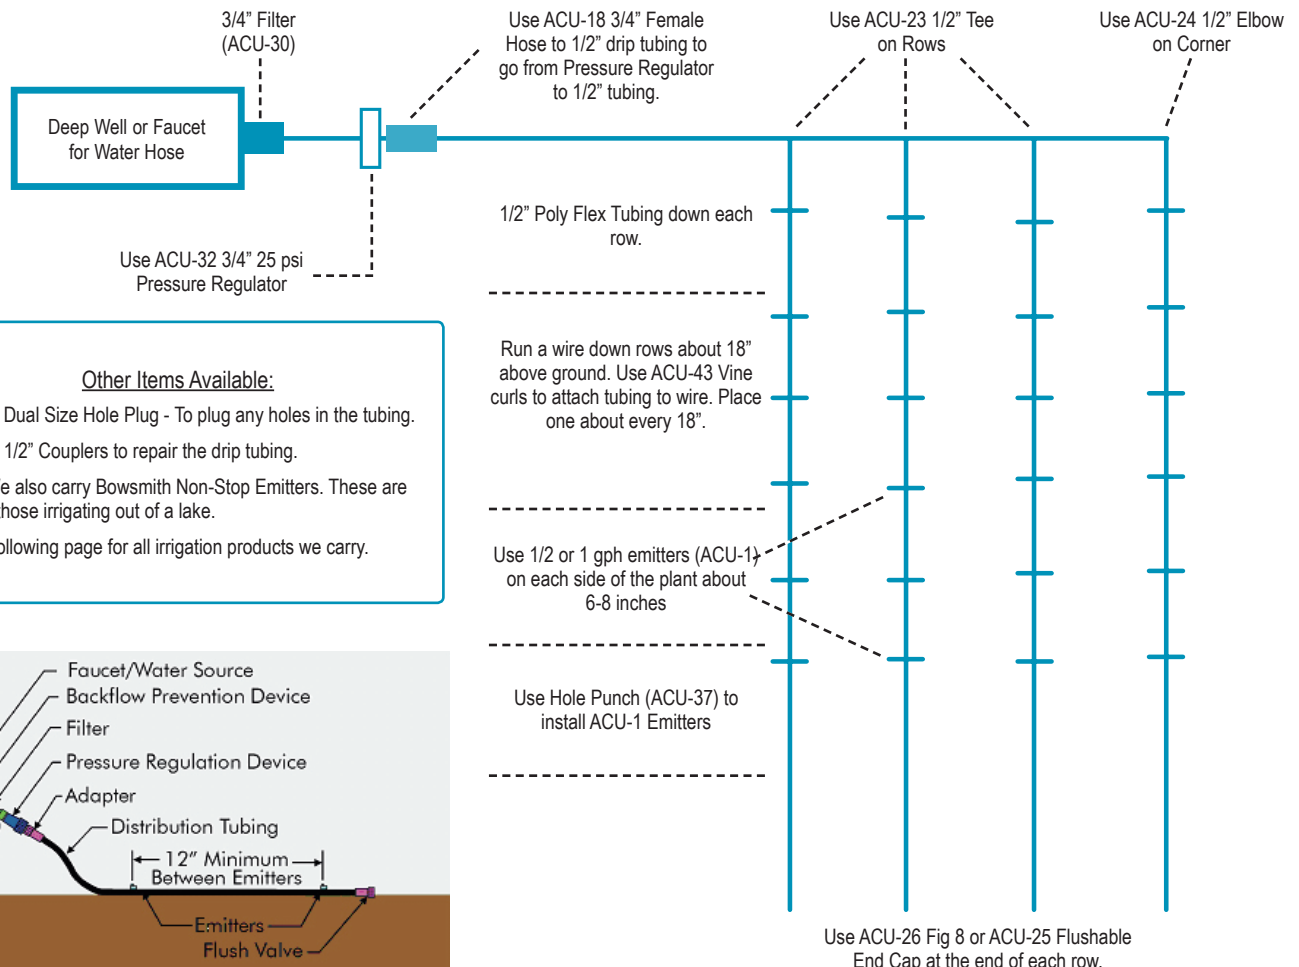 3/4” Filter
(ACU-30)
Use ACU-18 3/4” Female
Hose to 1/2” drip tubing to
go from Pressure Regulator
to 1/2” tubing.
Use ACU-23 1/2” Tee
on Rows
Use ACU-24 1/2” Elbow
on Corner
Deep Well or Faucet
for Water Hose
Use ACU-32 3/4” 25 psi
Pressure Regulator
1/2” Poly Flex Tubing down each
row.
Run a wire down rows about 18”
above ground. Use ACU-43 Vine
curls to attach tubing to wire. Place
one about every 18”.
Use 1/2 or 1 gph emitters (ACU-1)
on each side of the plant about
6-8 inches
Use Hole Punch (ACU-37) to
install ACU-1 Emitters
Use ACU-26 Fig 8 or ACU-25 Flushable
End Cap at the end of each row.
Other Items Available:
Dual Size Hole Plug - To plug any holes in the tubing.
1/2” Couplers to repair the drip tubing.
also carry Bowsmith Non-Stop Emitters. These are
those irrigating out of a lake.
following page for all irrigation products we carry.
Faucet/Water Source
Backflow Prevention Device
Filter
Pressure Regulation Device
Adapter
Distribution Tubing
12” Minimum
Between Emitters
Emitters
Flush Valve